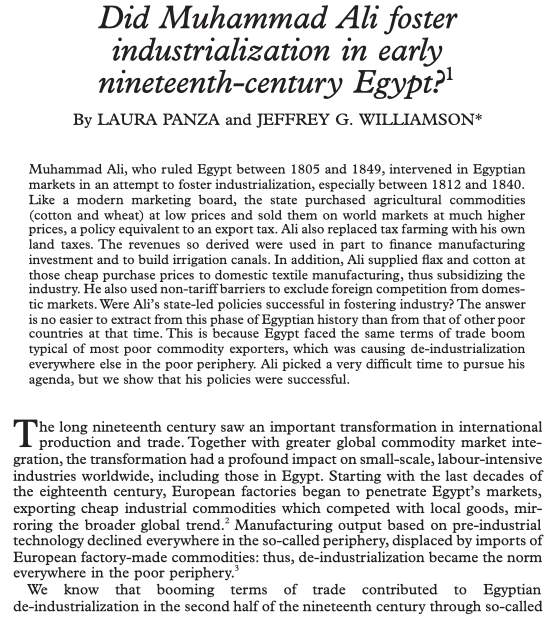 Did Muhammad Ali foster
industrialization in early
nineteenth-century Egypt?¹
By LAURA PANZA and JEFFREY G. WILLIAMSON*
Muhammad Ali, who ruled Egypt between 1805 and 1849, intervened in Egyptian
markets in an attempt to foster industrialization, especially between 1812 and 1840.
Like a modern marketing board, the state purchased agricultural commodities
(cotton and wheat) at low prices and sold them on world markets at much higher
prices, a policy equivalent to an export tax. Ali also replaced tax farming with his own
land taxes. The revenues so derived were used in part to finance manufacturing
investment and to build irrigation canals. In addition, Ali supplied flax and cotton at
those cheap purchase prices to domestic textile manufacturing, thus subsidizing the
industry. He also used non-tariff barriers to exclude foreign competition from domes-
tic markets. Were Ali's state-led policies successful in fostering industry? The answer
is no easier to extract from this phase of Egyptian history than from that of other poor
countries at that time. This is because Egypt faced the same terms of trade boom
typical of most poor commodity exporters, which was causing de-industrialization
everywhere else in the poor periphery. Ali picked a very difficult time to pursue his
agenda, but we show that his policies were successful.
The long nineteenth century saw an important transformation in international
production and trade. Together with greater global commodity market inte-
gration, the transformation had a profound impact on small-scale, labour-intensive
industries worldwide, including those in Egypt. Starting with the last decades of
the eighteenth century, European factories began to penetrate Egypt's markets,
exporting cheap industrial commodities which competed with local goods, mir-
roring the broader global trend.² Manufacturing output based on pre-industrial
technology declined everywhere in the so-called periphery, displaced by imports of
European factory-made commodities: thus, de-industrialization became the norm
everywhere in the poor periphery.³
We know that booming terms of trade contributed to Egyptian
de-industrialization in the second half of the nineteenth century through so-called